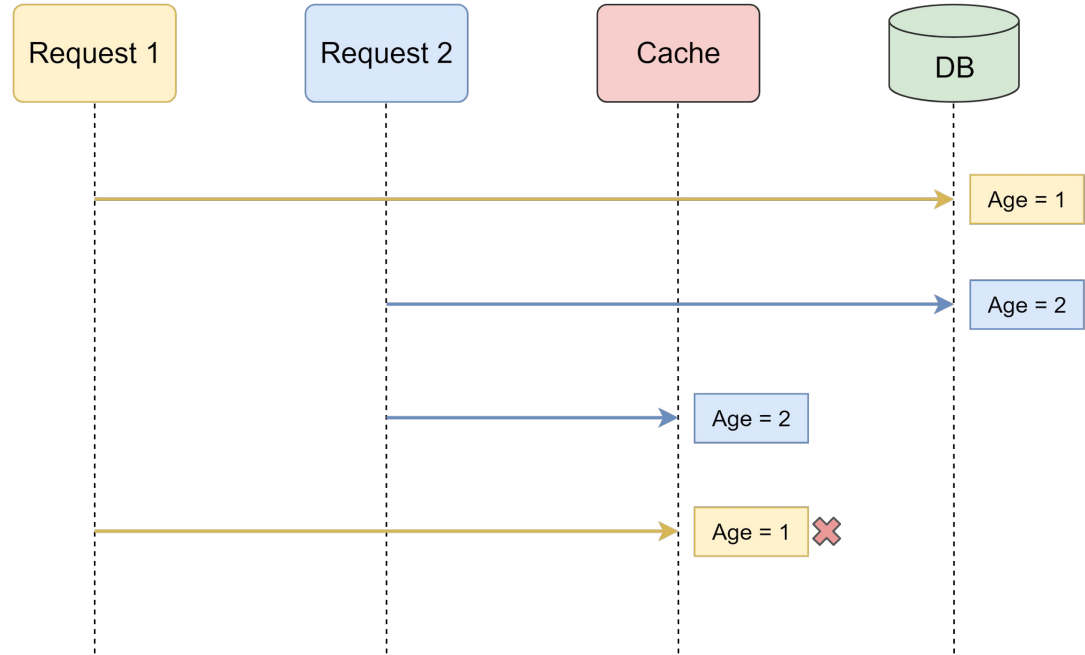 Request 1
Request 2
Cache
DB
Age = 1
Age = 2
Age = 2
Age = 1